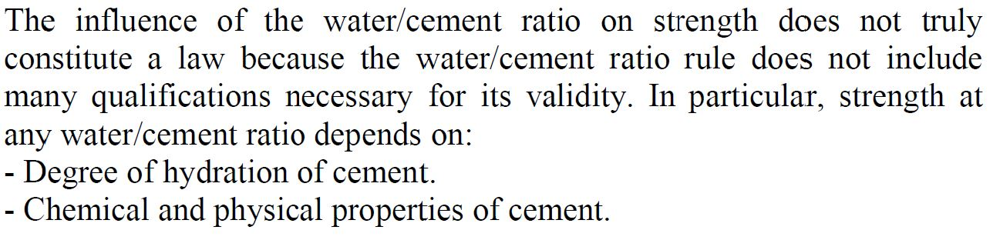 The influence of the water/cement ratio on strength does not truly
constitute a law because the water/cement ratio rule does not include
many qualifications necessary for its validity. In particular, strength at
any water/cement ratio depends on:
- Degree of hydration of cement.
- Chemical and physical properties of cement.